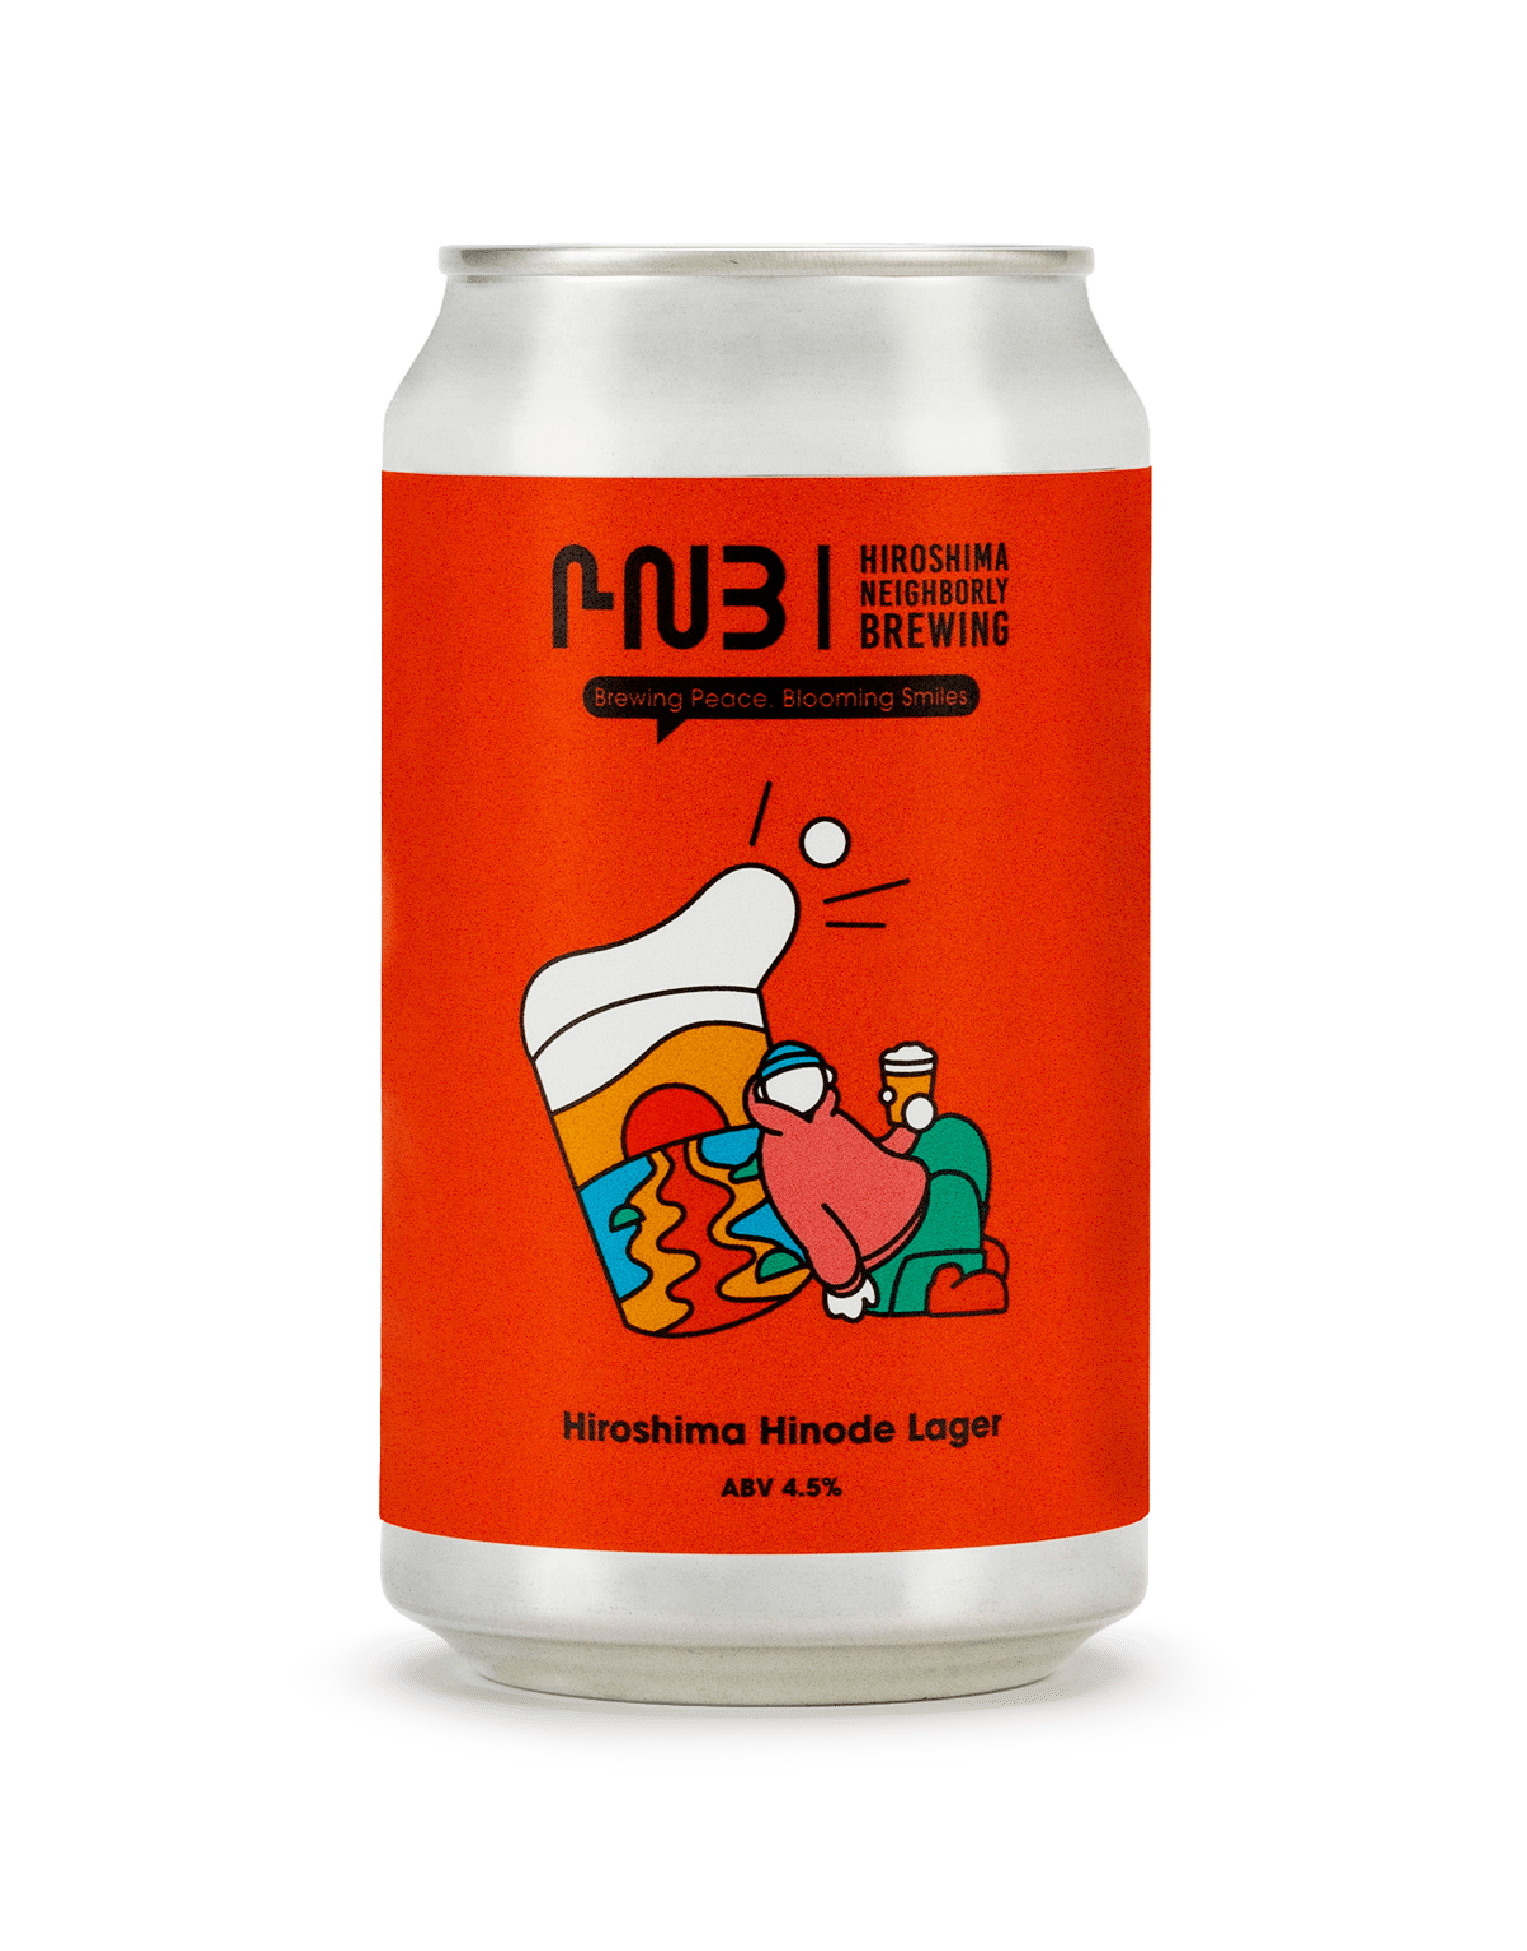 HNB
HIROSHIMA
NEIGHBORLY
BREWING
Brewing Peace. Blooming Smiles
Hiroshima Hinode Lager
ABV 4.5%